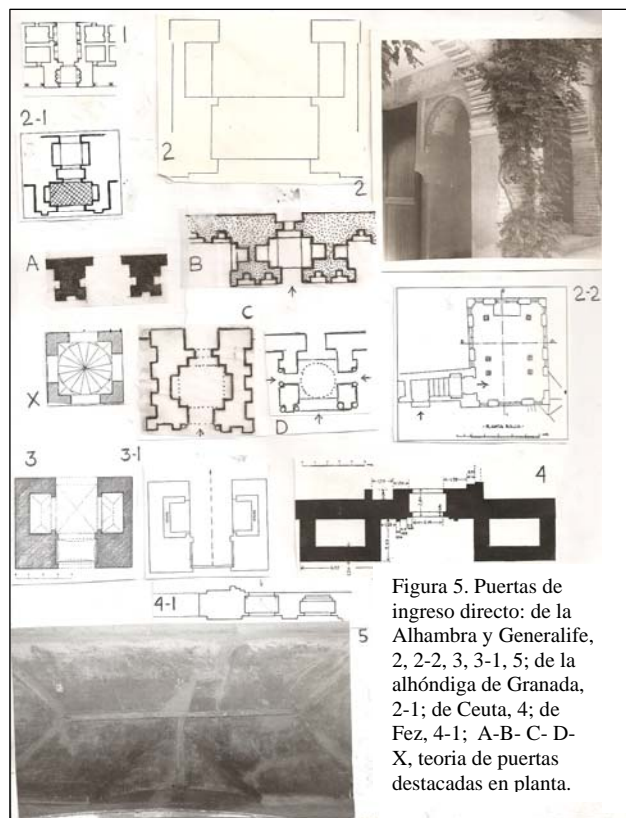 1
2-1
2
2
A
B
C
2-2
X
D
- PLANTA BAJA -
3
3-1
4
4-1
5
Figura 5. Puertas de
ingreso directo: de la
Alhambra y Generalife,
2, 2-2, 3, 3-1, 5; de la
alhóndiga de Granada,
2-1; de Ceuta, 4; de
Fez, 4-1; A-B- C- D-
X, teoria de puertas
destacadas en planta.